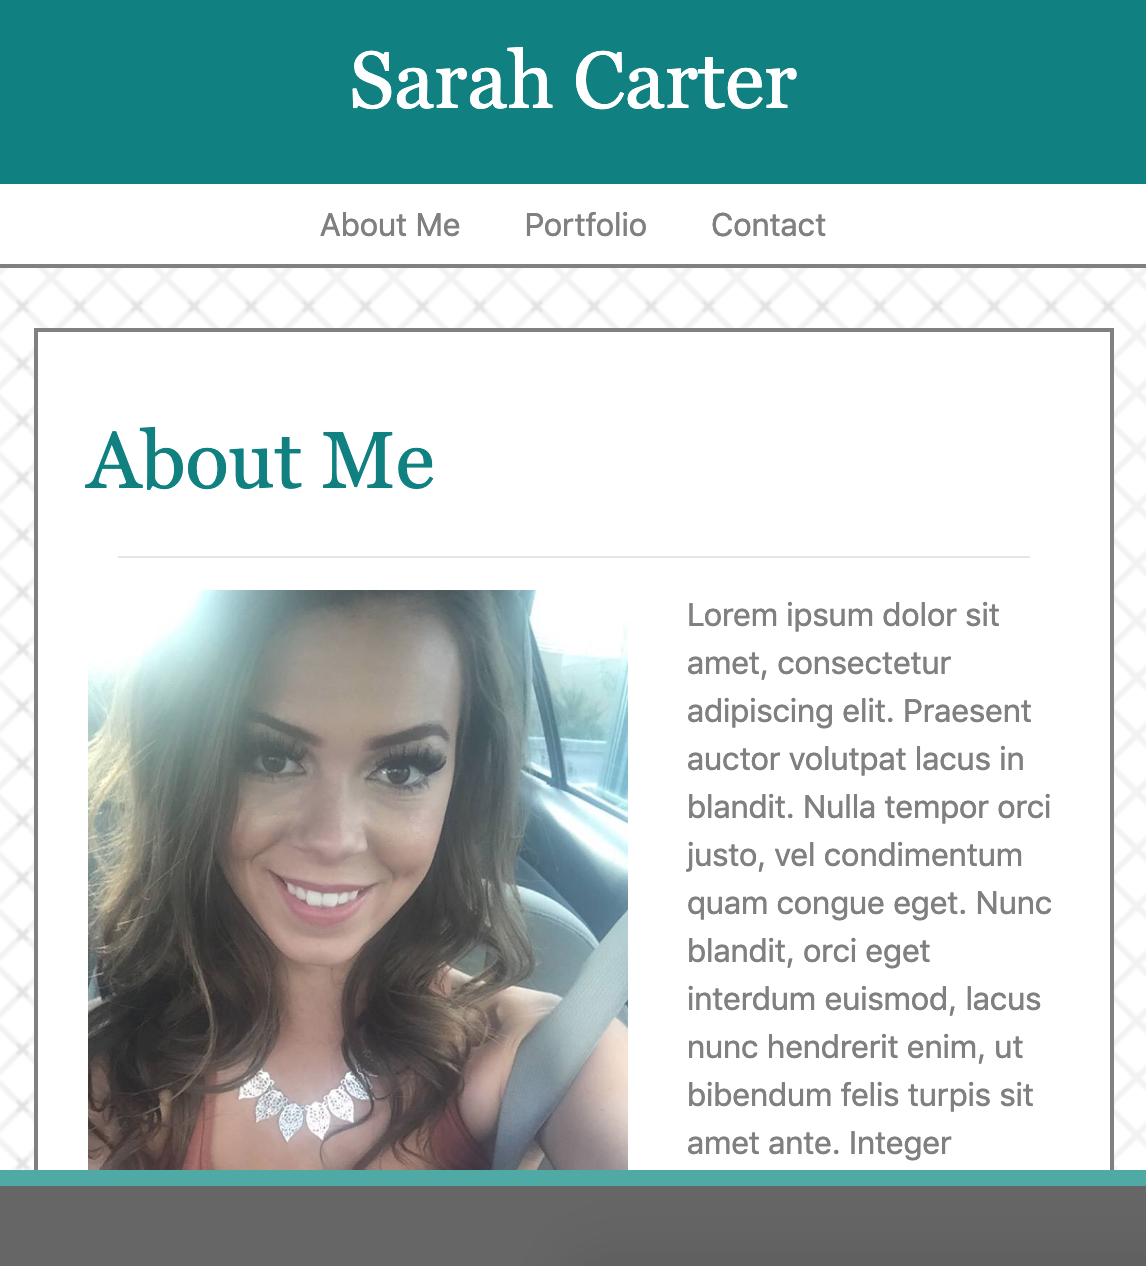 Sarah Carter
About Me Portfolio Contact
About Me
Lorem ipsum dolor sit
amet, consectetur
adipiscing elit. Praesent
auctor volutpat lacus in
blandit. Nulla tempor orci
justo, vel condimentum
quam congue eget. Nunc
blandit, orci eget
interdum euismod, lacus
nunc hendrerit enim, ut
bibendum felis turpis sit
amet ante. Integer